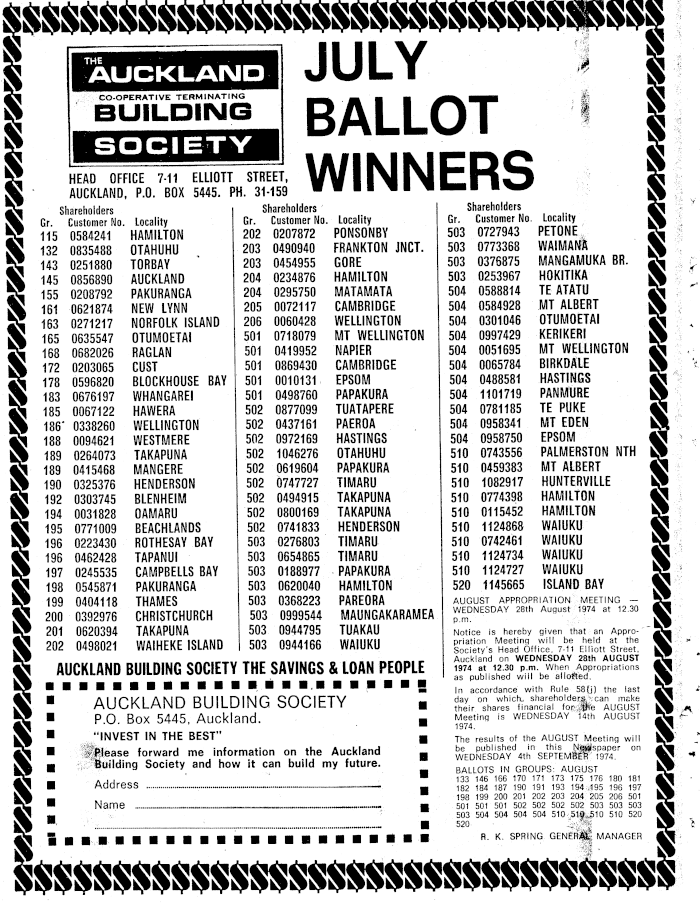 THE
AUCKLAND
CO-OPERATIVE TERMINATING
BUILDING
SOCIETY
HEAD OFFICE 7-11 ELLIOTT STREET,
AUCKLAND, P.O. BOX 5445. PH. 31-159
JULY
BALLOT
WINNERS
Shareholders
Gr. Customer No. Locality
115 0584241 HAMILTON
132 0835488 OTAHUHU
143 0251880 TORBAY
145 0856890 AUCKLAND
155 0208792 PAKURANGA
161 0621874 NEW LYNN
163 0271217 NORFOLK ISLAND
165 0635547 OTUMOETAI
168 0682026 RAGLAN
172 0203065 CUST
178 0596820 BLOCKHOUSE BAY
183 0676197 WHANGAREI
185 0067122 HAWERA
186 0338260 WELLINGTON
188 0094621 WESTMERE
189 0264073 TAKAPUNA
189 0415468 MANGERE
190 0325376 HENDERSON
192 0303745 BLENHEIM
194 0031828 OAMARU
195 0771009 BEACHLANDS
196 0223430 ROTHESAY BAY
196 0462428 TAPANUI
197 0245535 CAMPBELLS BAY
198 0545871 PAKURANGA
199 0404118 THAMES
200 0392976 CHRISTCHURCH
201 0620394 TAKAPUNA
202 0498021 WAIHEKE ISLAND
Shareholders
Gr. Customer No. Locality
202 0207872 PONSONBY
203 0490940 FRANKTON JNCT.
203 0454955 GORE
204 0234876 HAMILTON
204 0295750 MATAMATA
205 0072117 CAMBRIDGE
206 0060428 WELLINGTON
501 0718079 MT WELLINGTON
501 0419952 NAPIER
501 0869430 CAMBRIDGE
501 0010131 EPSOM
501 0498760 PAPAKURA
502 0877099 TUATAPERE
502 0437161 PAEROA
502 0972169 HASTINGS
502 1046276 OTAHUHU
502 0619604 PAPAKURA
502 0747727 TIMARU
502 0494915 TAKAPUNA
502 0800169 TAKAPUNA
502 0741833 HENDERSON
503 0276803 TIMARU
503 0654865 TIMARU
503 0188977 PAPAKURA
503 0620040 HAMILTON
503 0368223 PAREORA
503 0999544 MAUNGAKARAMEA
503 0944795 TUAKAU
503 0944166 WAIUKU
Shareholders
Gr. Customer No. Locality
503 0727943 PETONE
503 0773368 WAIMANA
503 0376875 MANGAMUKA BR.
503 0253967 HOKITIKA
504 0588814 TE ATATU
504 0584928 MT ALBERT
504 0301046 OTUMOETAI
504 0997429 KERIKERI
504 0051695 MT WELLINGTON
504 0065784 BIRKDALE
504 0488581 HASTINGS
504 1101719 PANMURE
504 0781185 TE PUKE
504 0958341 MT EDEN
504 0958750 EPSOM
510 0743556 PALMERSTON NTH
510 0459383 MT ALBERT
510 1082917 HUNTERVILLE
510 0774398 HAMILTON
510 0115452 HAMILTON
510 1124868 WAIUKU
510 0742461 WAIUKU
510 1124734 WAIUKU
510 1124727 WAIUKU
520 1145665 ISLAND BAY
AUGUST APPROPRIATION MEETING —
WEDNESDAY 28th August 1974 at 12.30
p.m.
Notice is hereby given that an Appro-
priation Meeting will be held at the
Society's Head Office, 7-11 Elliott Street,
Auckland on WEDNESDAY 28th AUGUST
1974 at 12.30 p.m. When Appropriations
as published will be allotted.
In accordance with Rule 58(j) the last
day on which, shareholders can make
their shares financial for the AUGUST
Meeting is WEDNESDAY 14th AUGUST
1974.
The results of the AUGUST Meeting will
be published in this Newspaper on
WEDNESDAY 4th SEPTEMBER 1974.
BALLOTS IN GROUPS: AUGUST
133 146 166 170 171 173 175 176 180 181
182 184 187 190 191 193 194 195 196 197
198 199 200 201 202 203 204 205 206 501
501 501 501 502 502 502 502 503 503 503
503 504 504 504 504 510 510 510 510 520
520
R. K. SPRING GENERAL MANAGER
AUCKLAND BUILDING SOCIETY THE SAVINGS & LOAN PEOPLE
AUCKLAND BUILDING SOCIETY
P.O. Box 5445, Auckland.
"INVEST IN THE BEST"
Please forward me information on the Auckland
Building Society and how it can build my future.
Address
Name